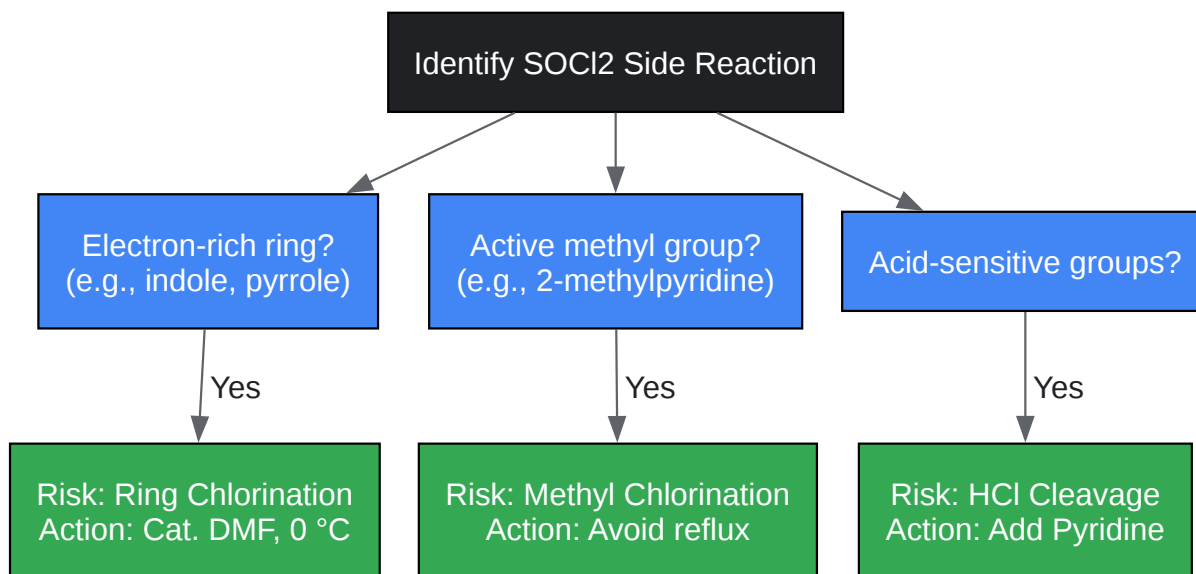 Identify SOCl2 Side Reaction
Electron-rich ring?
(e.g., indole, pyrrole)
Active methyl group?
(e.g., 2-methylpyridine)
Acid-sensitive groups?
Yes
Yes
Yes
Risk: Ring Chlorination
Action: Cat. DMF, 0 °C
Risk: Methyl Chlorination
Action: Avoid reflux
Risk: HCl Cleavage
Action: Add Pyridine